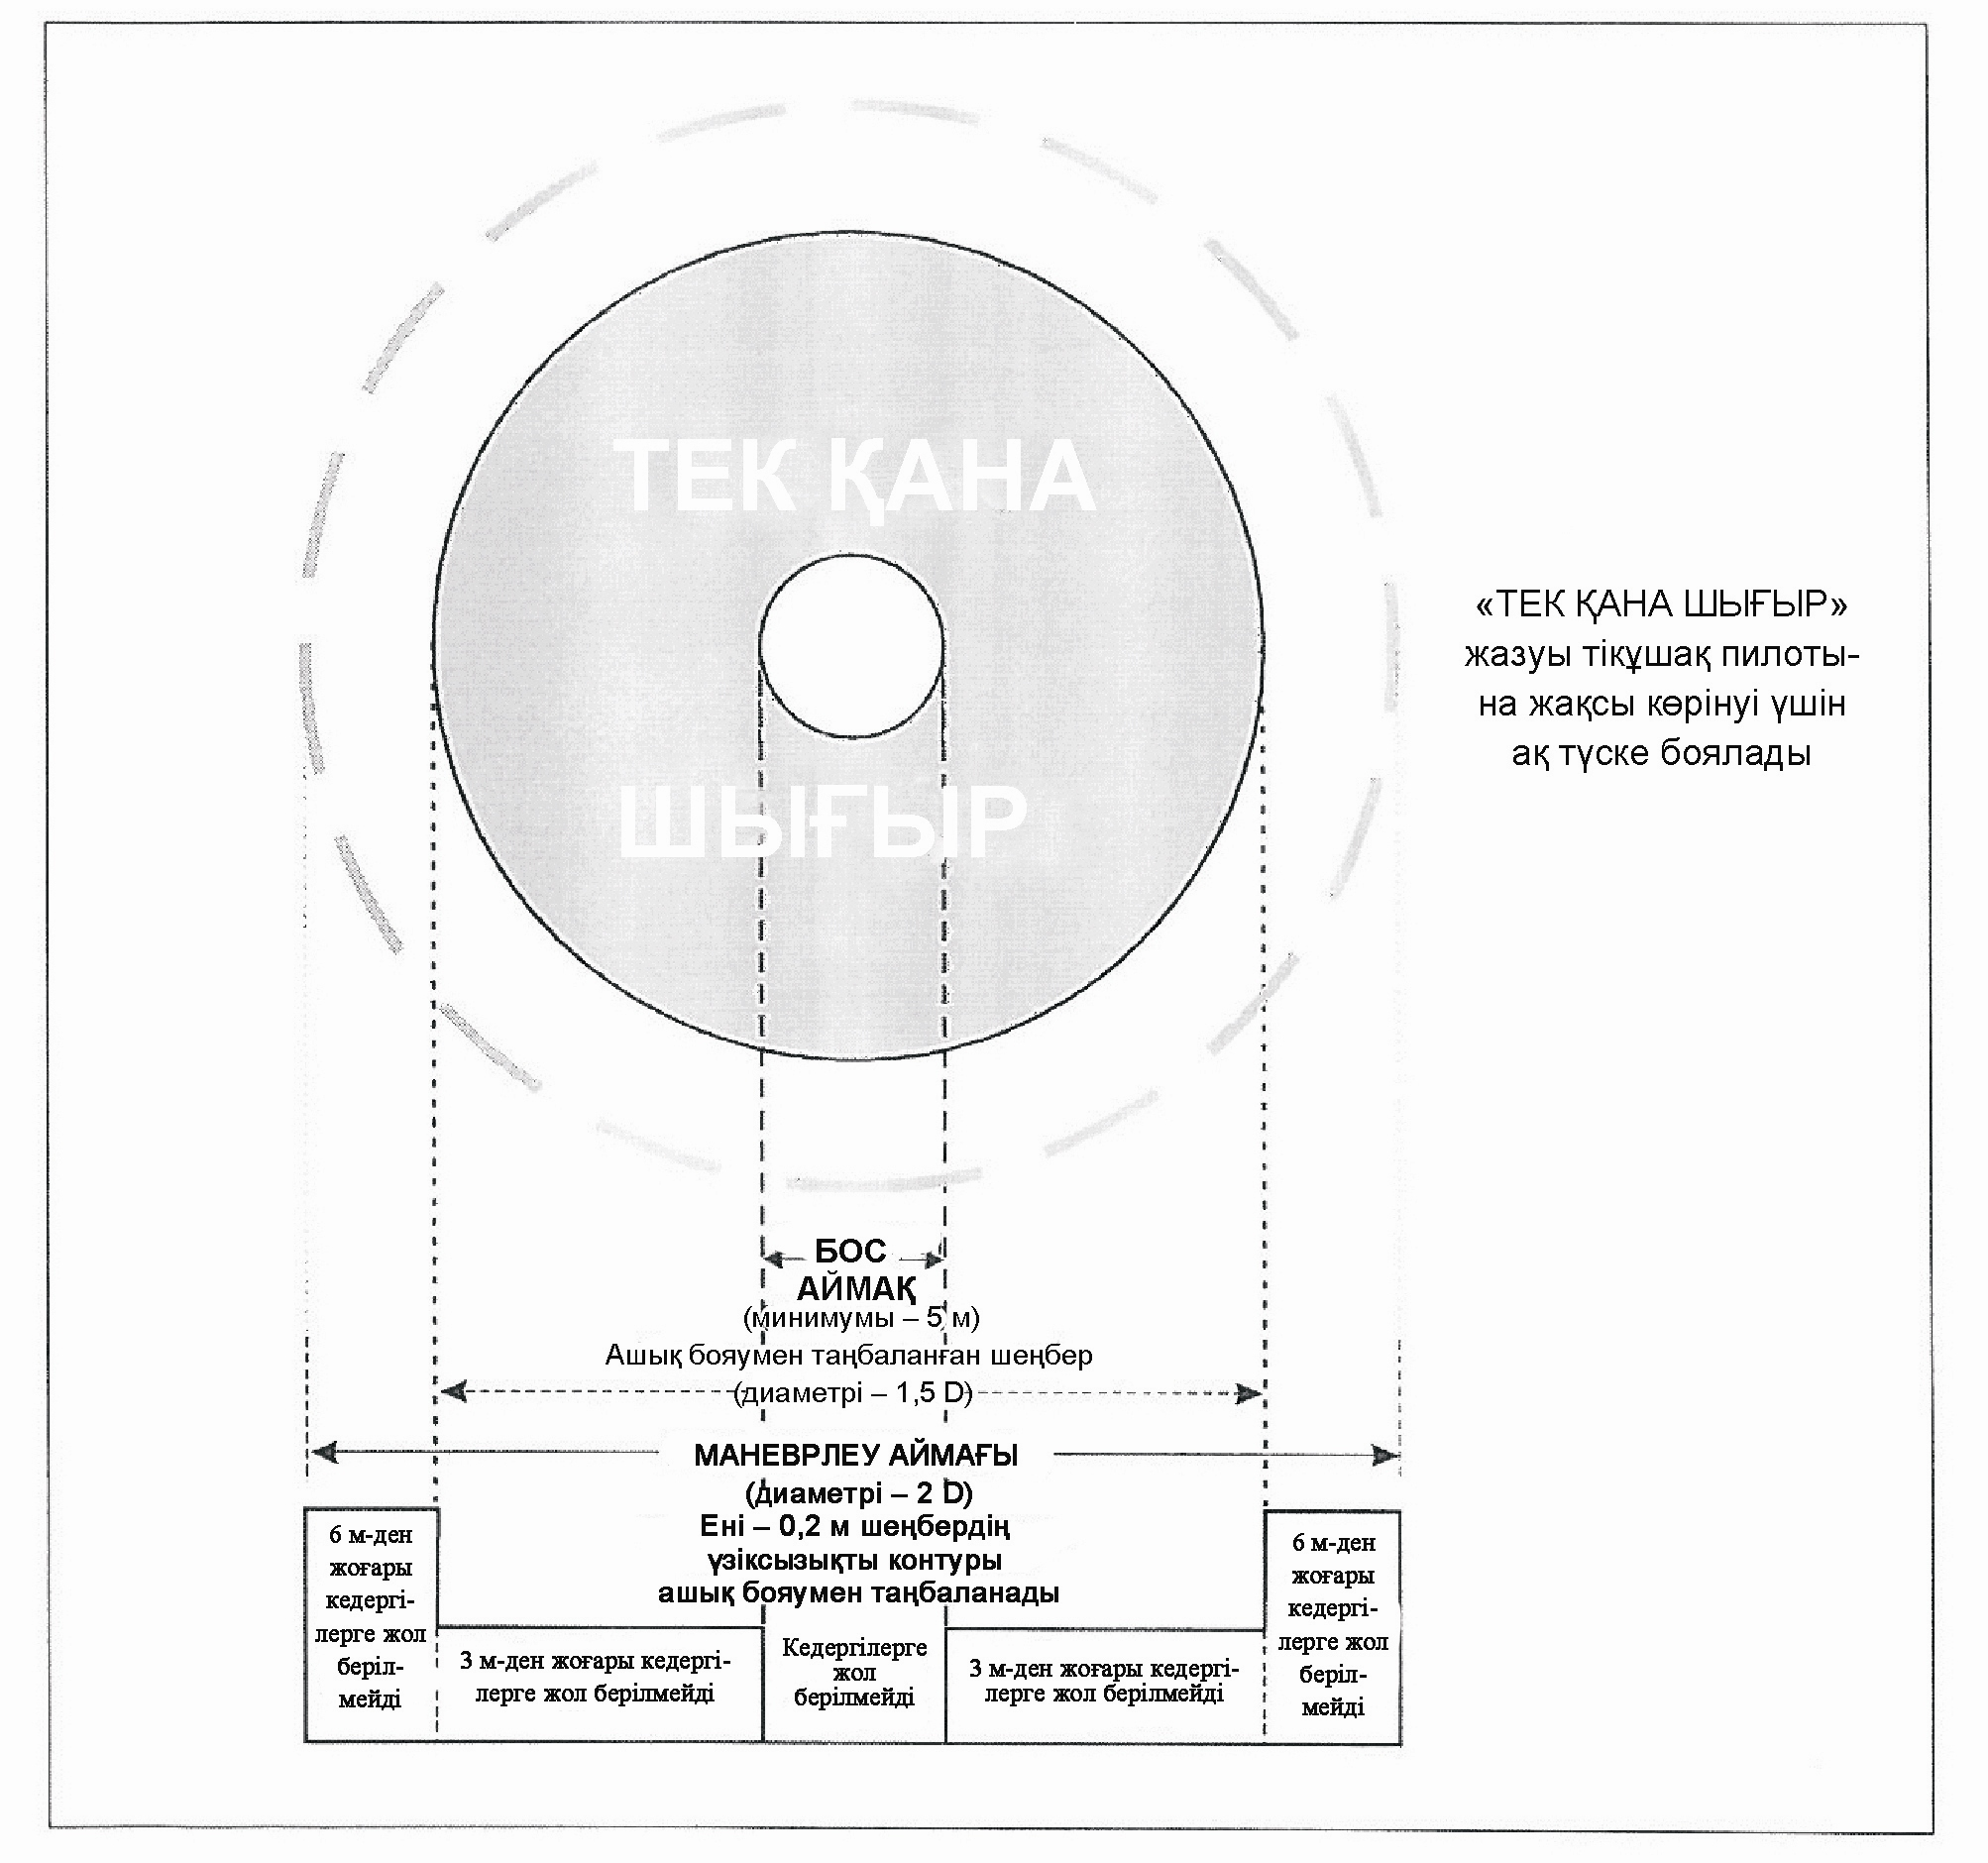 ТЕК ҚАНА
ШЫҒЫР
«ТЕК ҚАНА ШЫҒЫР»
жазуы тікұшақ пилоты-
на жақсы көрінуі үшін
ақ түске боялады
БОС
АЙМАҚ
(минимумы – 5 м)
Ашық бояумен таңбаланған шеңбер
(диаметрі – 1,5 D)
МАНЕВРЛЕУ АЙМАҒЫ
(диаметрі – 2 D)
Ені – 0,2 м шеңбердің
үзіксызықты контуры
ашық бояумен таңбаланады
6 м-ден
жоғары
кедергі-
лерге жол
беріл-
мейді
3 м-ден жоғары кедергі-
лерге жол берілмейді
Кедергілерге
жол
берілмейді
3 м-ден жоғары кедергі-
лерге жол берілмейді
6 м-ден
жоғары
кедергі-
лерге жол
беріл-
мейді